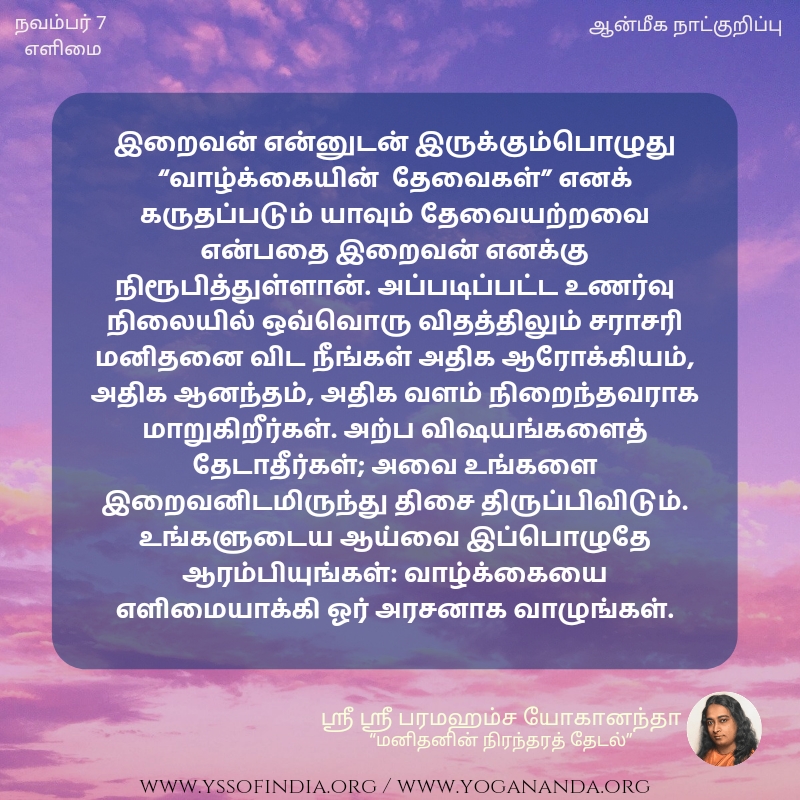 நவம்பர் 7
எளிமை
ஆன்மீக நாட்குறிப்பு
இறைவன் என்னுடன் இருக்கும்பொழுது
“வாழ்க்கையின் தேவைகள்” எனக்
கருதப்படும் யாவும் தேவையற்றவை
என்பதை இறைவன் எனக்கு
நிரூபித்துள்ளான். அப்படிப்பட்ட உணர்வு
நிலையில் ஒவ்வொரு விதத்திலும் சராசரி
மனிதனை விட நீங்கள் அதிக ஆரோக்கியம்,
அதிக ஆனந்தம், அதிக வளம் நிறைந்தவராக
மாறுகிறீர்கள். அற்ப விஷயங்களைத்
தேடாதீர்கள்; அவை உங்களை
இறைவனிடமிருந்து திசை திருப்பிவிடும்.
உங்களுடைய ஆய்வை இப்பொழுதே
ஆரம்பியுங்கள்: வாழ்க்கையை
எளிமையாக்கி ஓர் அரசனாக வாழுங்கள்.
ஸ்ரீ ஸ்ரீ பரமஹம்ச யோகானந்தா
“மனிதனின் நிரந்தரத் தேடல்”
WWW.YSSOFINDIA.ORG / WWW.YOGANANDA.ORG